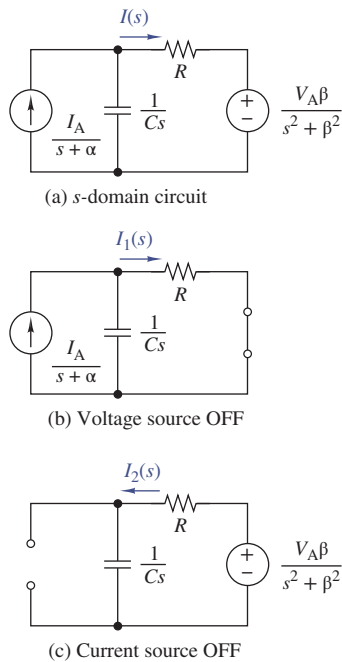 I(s)
R
+
−
I_A
s + α
1
Cs
V_Aβ
s² + β²
(a) s-domain circuit
I₁(s)
R
I_A
s + α
1
Cs
(b) Voltage source OFF
I₂(s)
R
1
Cs
+
−
V_Aβ
s² + β²
(c) Current source OFF